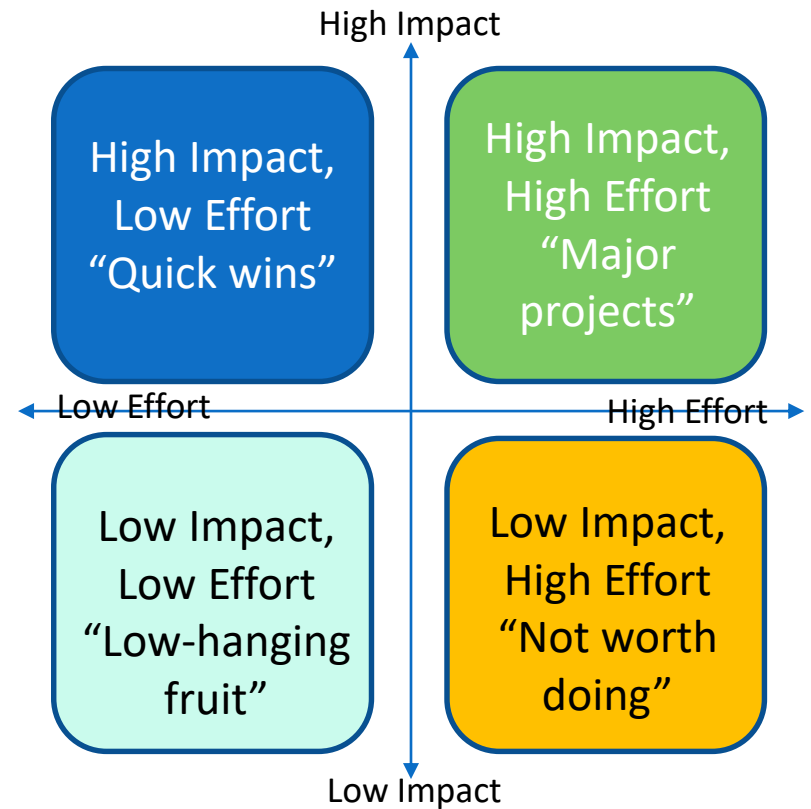 High Impact
High Impact,
Low Effort
“Quick wins”
High Impact,
High Effort
“Major
projects”
Low Effort
High Effort
Low Impact,
Low Effort
“Low-hanging
fruit”
Low Impact,
High Effort
“Not worth
doing”
Low Impact